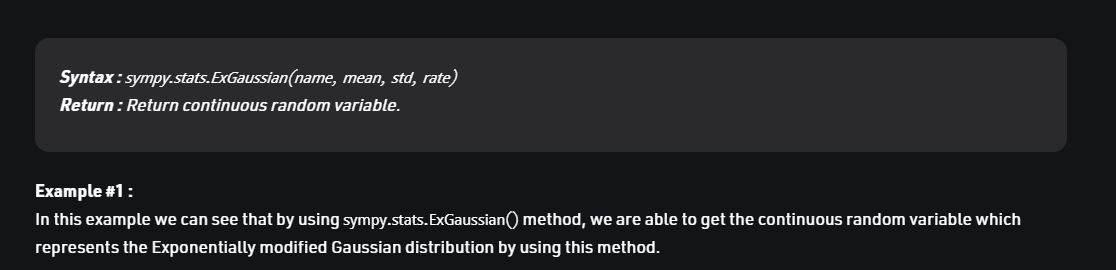 Syntax : sympy.stats.ExGaussian(name, mean, std, rate)
Return : Return continuous random variable.
Example #1 :
In this example we can see that by using sympy.stats.ExGaussian() method, we are able to get the continuous random variable which
represents the Exponentially modified Gaussian distribution by using this method.